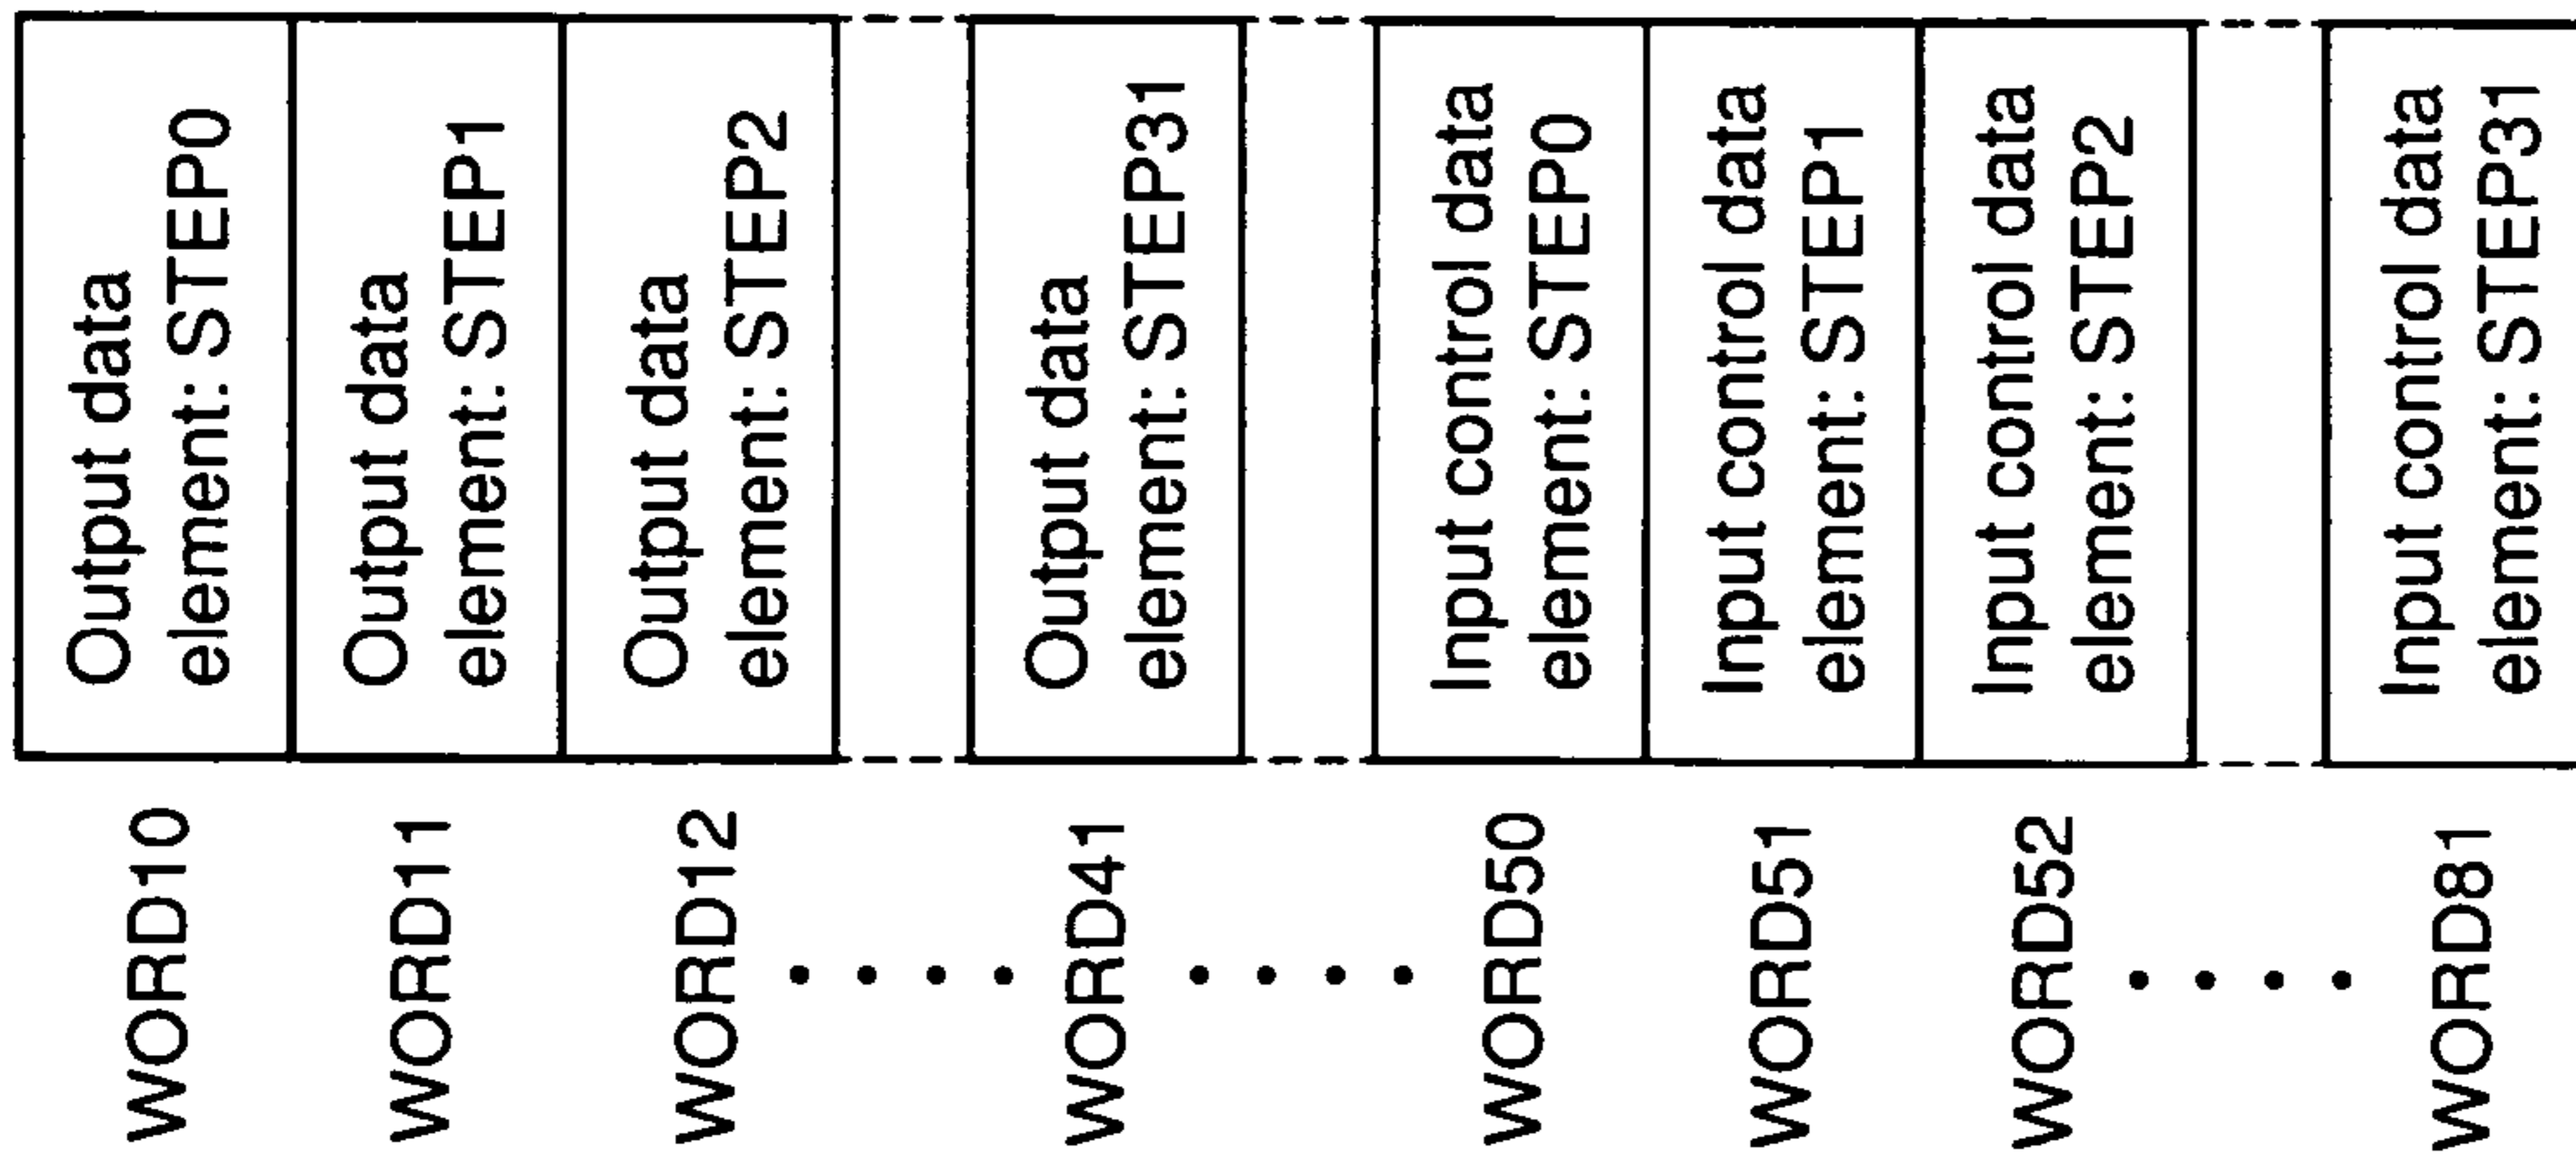 WORD10
Output data
element: STEP0
WORD11
Output data
element: STEP1
WORD12
Output data
element: STEP2
WORD41
Output data
element: STEP31
WORD50
Input control data
element: STEP0
WORD51
Input control data
element: STEP1
WORD52
Input control data
element: STEP2
WORD81
Input control data
element: STEP31